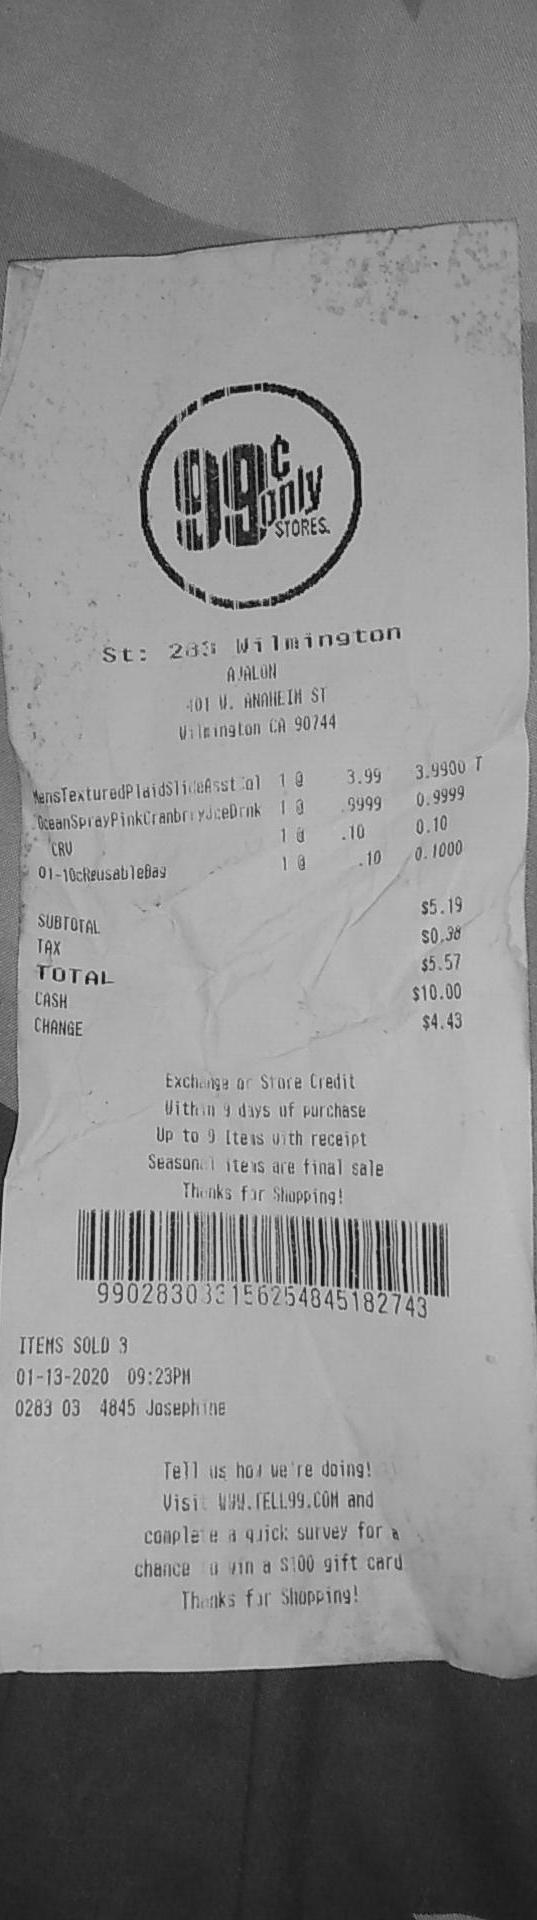 99¢ only
STORES.
St: 283 Wilmington
AVALON
401 W. ANAHEIM ST
Wilmington CA 90744
MensTexturedPlaidSlideAsstCol 1 @ 3.99 3.9900 T
OceanSprayPinkCranbrryJceDrnk 1 @ .9999 0.9999
CRV 1 @ .10 0.10
01-10cReusableBag 1 @ .10 0.1000
SUBTOTAL $5.19
TAX $0.38
TOTAL $5.57
CASH $10.00
CHANGE $4.43
Exchange or Store Credit
Within 9 days of purchase
Up to 9 Items with receipt
Seasonal items are final sale
Thanks for Shopping!
9902830331562548451​82743
ITEMS SOLD 3
01-13-2020 09:23PM
0283 03 4845 Josephine
Tell us how we're doing!
Visit WWW.TELL99.COM and
complete a quick survey for a
chance to win a $100 gift card
Thanks for Shopping!